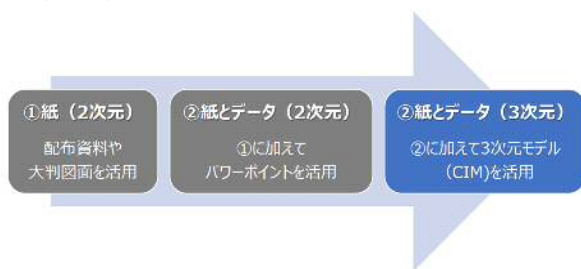 ①紙（2次元）
配布資料や
大判図面を活用
②紙とデータ（2次元）
①に加えて
パワーポイントを活用
②紙とデータ（3次元）
②に加えて3次元モデル
(CIM)を活用